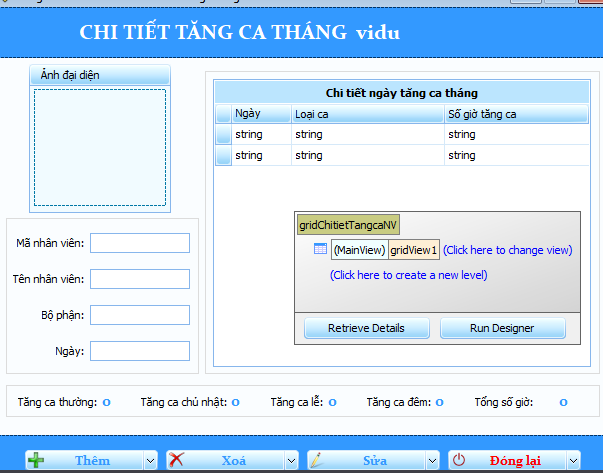 CHI TIẾT TĂNG CA THÁNG vidu
Ảnh đại diện
Chi tiết ngày tăng ca tháng
Ngày Loại ca Số giờ tăng ca
string string string
string string string
gridChitietTangcaNV
(MainView) gridView1 (Click here to change view)
(Click here to create a new level)
Retrieve Details Run Designer
Mã nhân viên:
Tên nhân viên:
Bộ phận:
Ngày:
Tăng ca thường: 0 Tăng ca chủ nhật: 0 Tăng ca lễ: 0 Tăng ca đêm: 0 Tổng số giờ: 0
Thêm Xoá Sửa Đóng lại